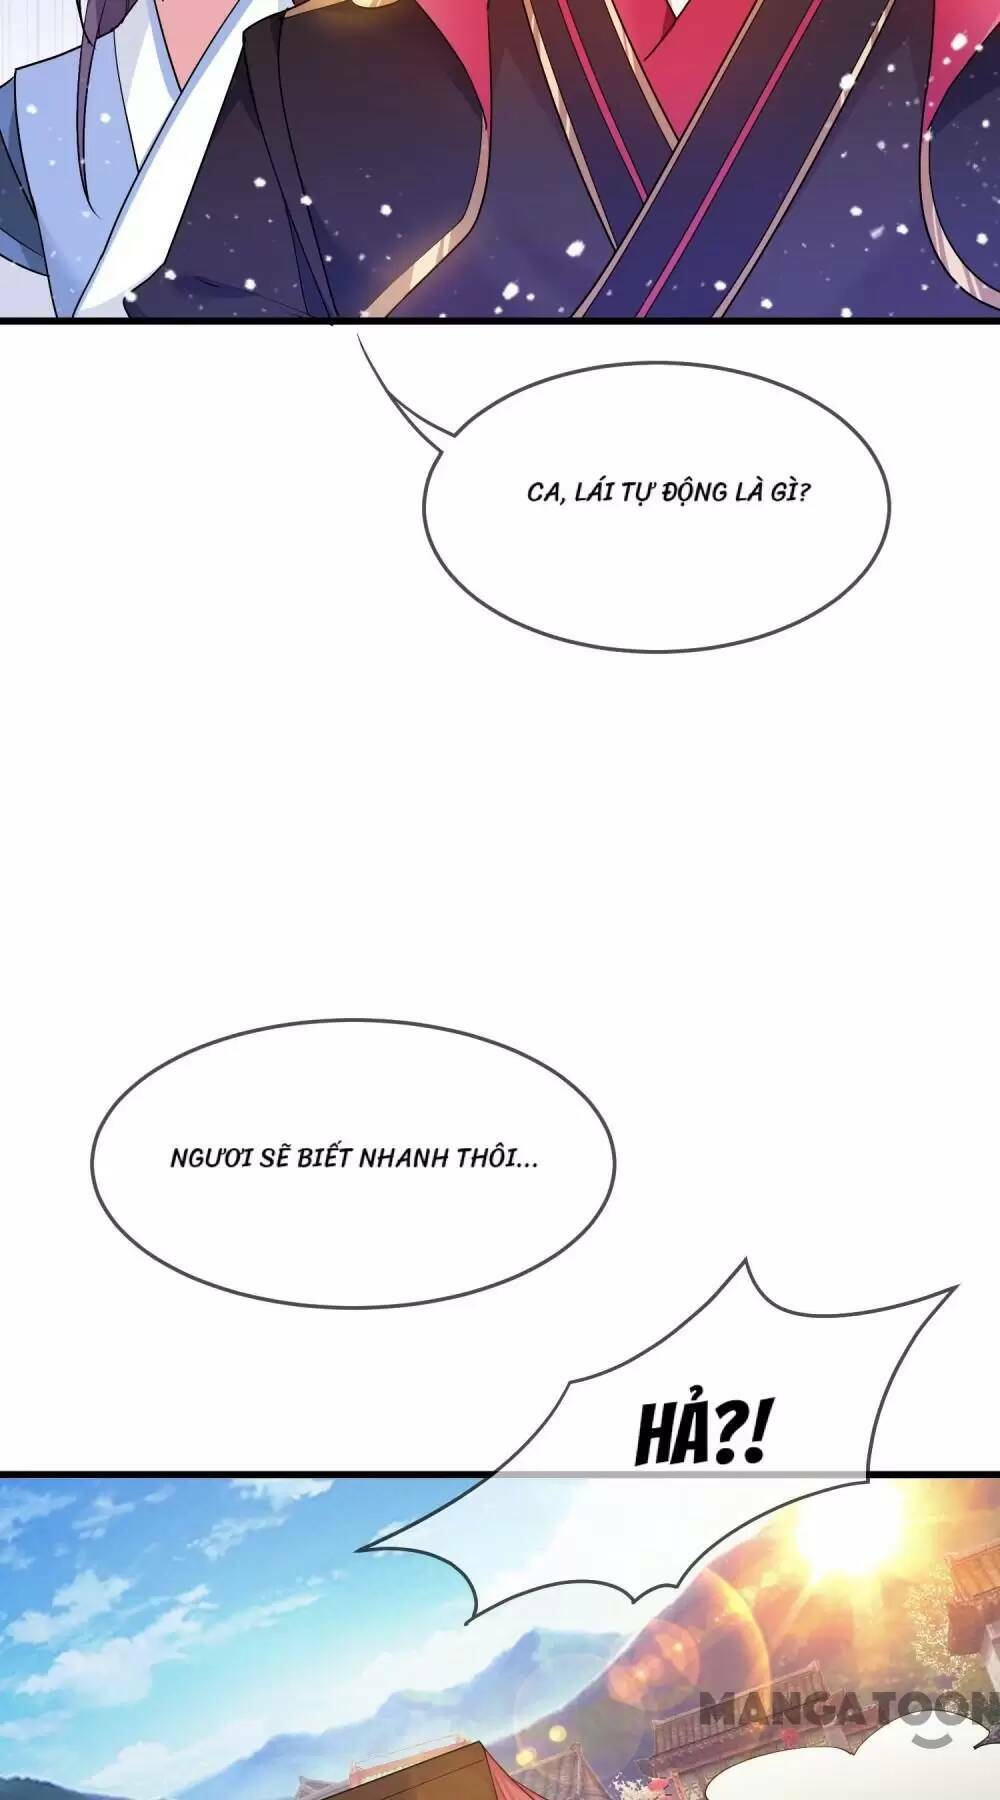 CA, LÁI TỰ ĐỘNG LÀ GÌ?
NGƯƠI SẼ BIẾT NHANH THÔI...
HẢ?!
MANGATOON